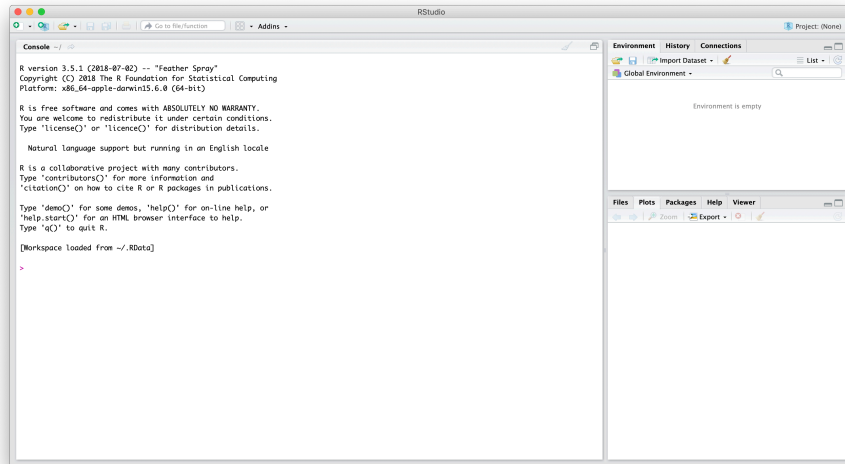 RStudio
Go to file/function
Addins
Project: (None)
Console ~/
R version 3.5.1 (2018-07-02) -- "Feather Spray"
Copyright (C) 2018 The R Foundation for Statistical Computing
Platform: x86_64-apple-darwin15.6.0 (64-bit)
R is free software and comes with ABSOLUTELY NO WARRANTY.
You are welcome to redistribute it under certain conditions.
Type 'license()' or 'licence()' for distribution details.
Natural language support but running in an English locale
R is a collaborative project with many contributors.
Type 'contributors()' for more information and
'citation()' on how to cite R or R packages in publications.
Type 'demo()' for some demos, 'help()' for on-line help, or
'help.start()' for an HTML browser interface to help.
Type 'q()' to quit R.
[Workspace loaded from ~/.RData]
>
Environment History Connections
Import Dataset List
Global Environment
Environment is empty
Files Plots Packages Help Viewer
Zoom Export